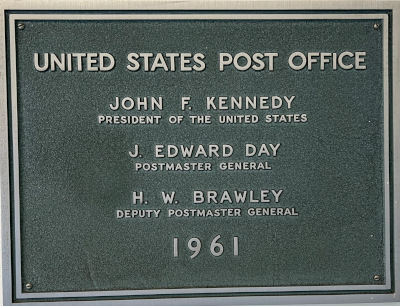 UNITED STATES POST OFFICE
JOHN F. KENNEDY
PRESIDENT OF THE UNITED STATES
J. EDWARD DAY
POSTMASTER GENERAL
H. W. BRAWLEY
DEPUTY POSTMASTER GENERAL
1961